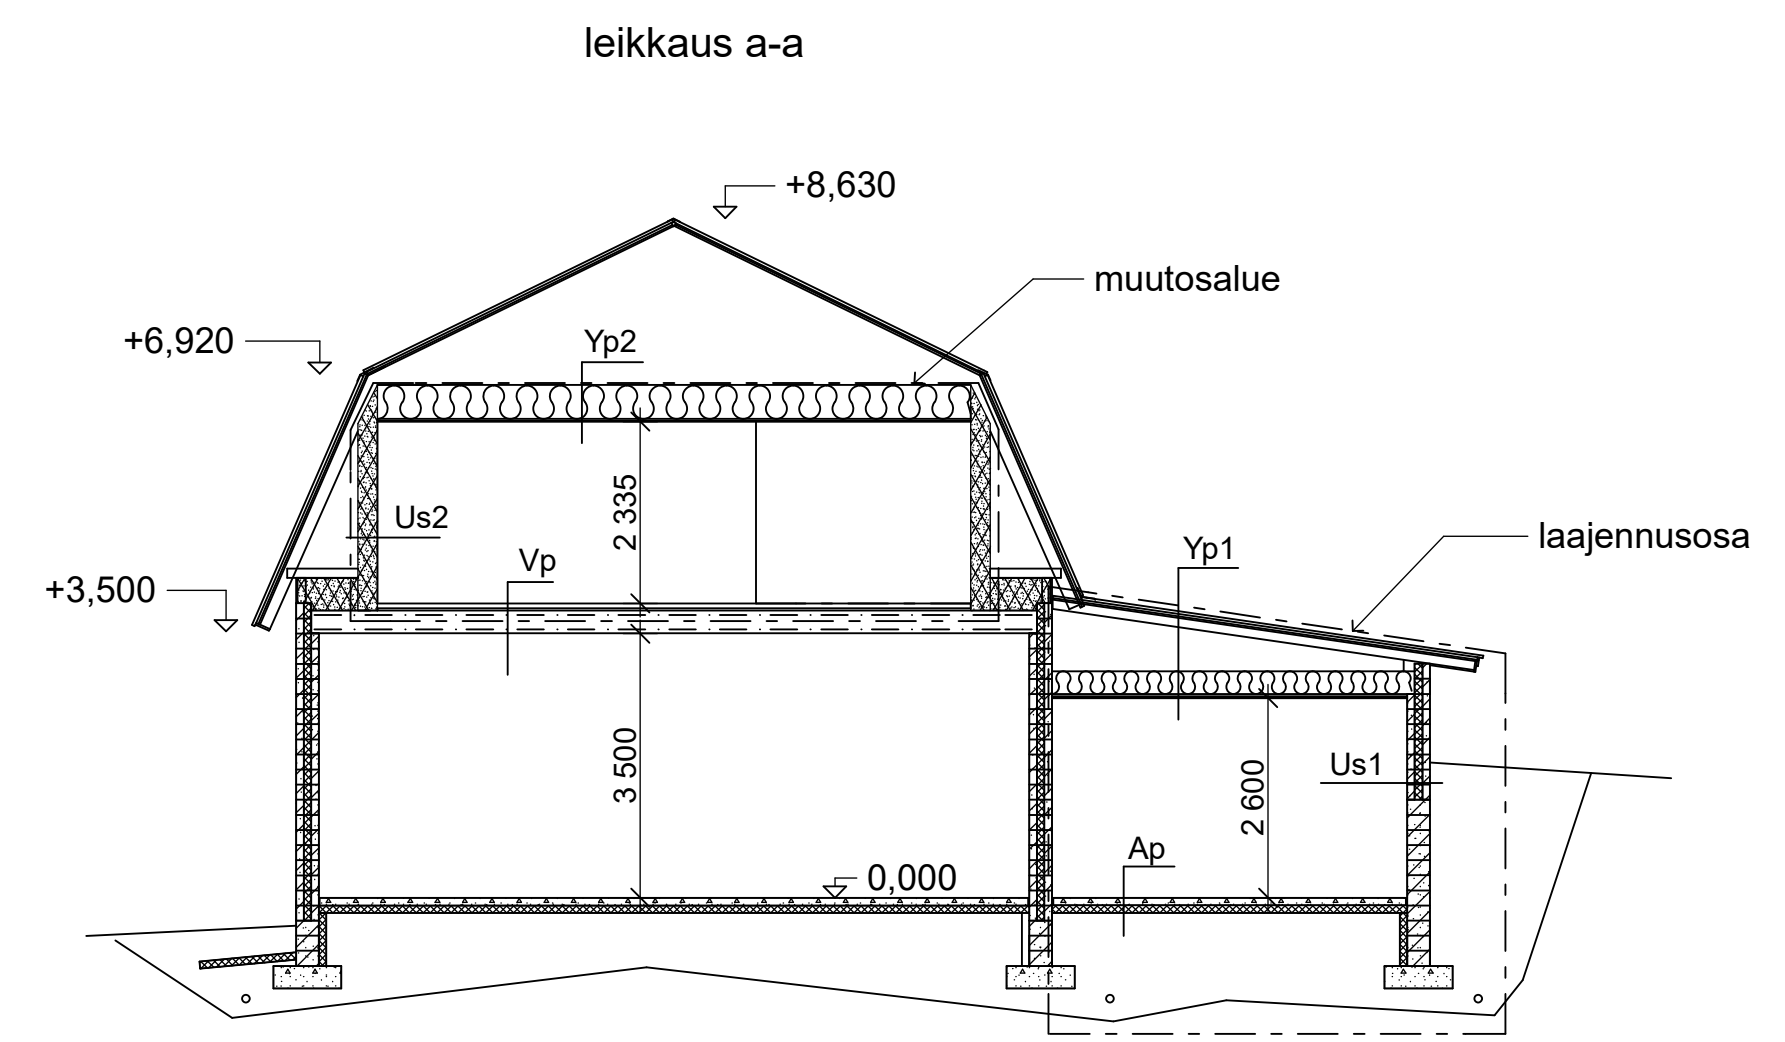 leikkaus a-a
+8,630
muutosalue
+6,920
Yp2
2 335
Us2
Vp
Yp1
laajennusosa
+3,500
3 500
2 600
Us1
Ap
0,000